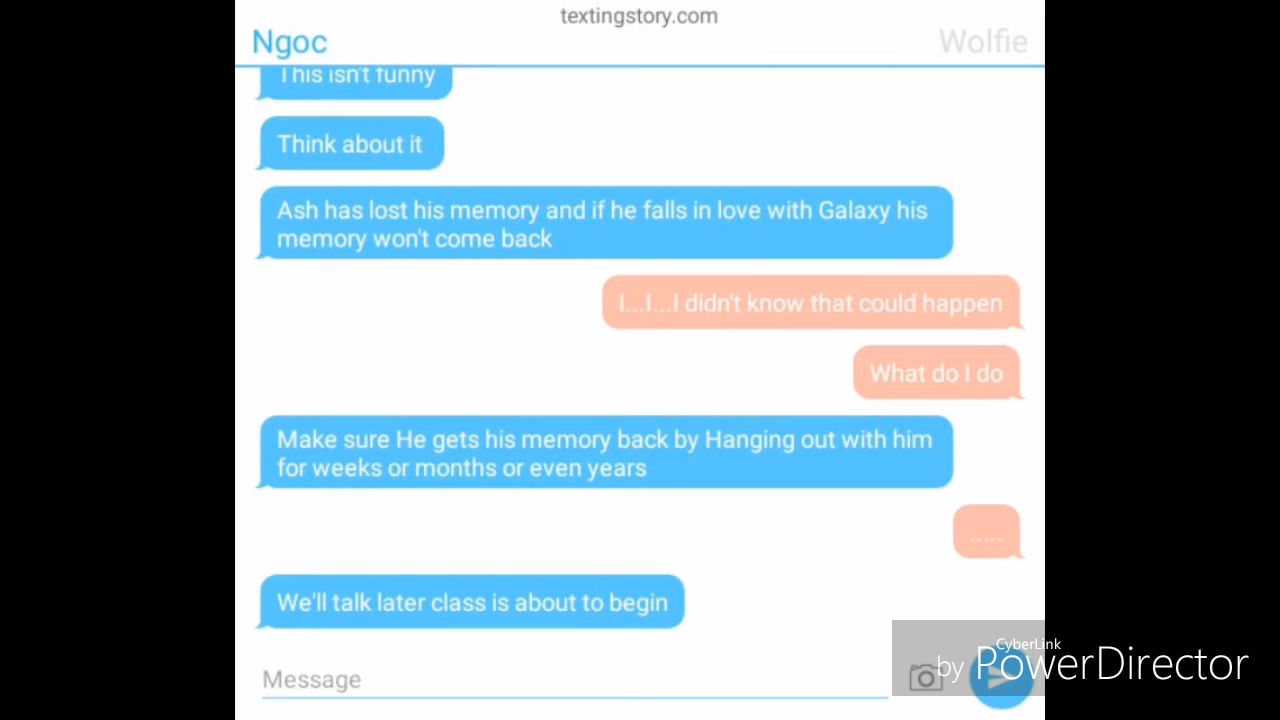 textingstory.com
Ngoc
Wolfie
This isn't funny
Think about it
Ash has lost his memory and if he falls in love with Galaxy his
memory won't come back
I...I...I didn't know that could happen
What do I do
Make sure He gets his memory back by Hanging out with him
for weeks or months or even years
.....
We'll talk later class is about to begin
Message
CyberLink
by PowerDirector